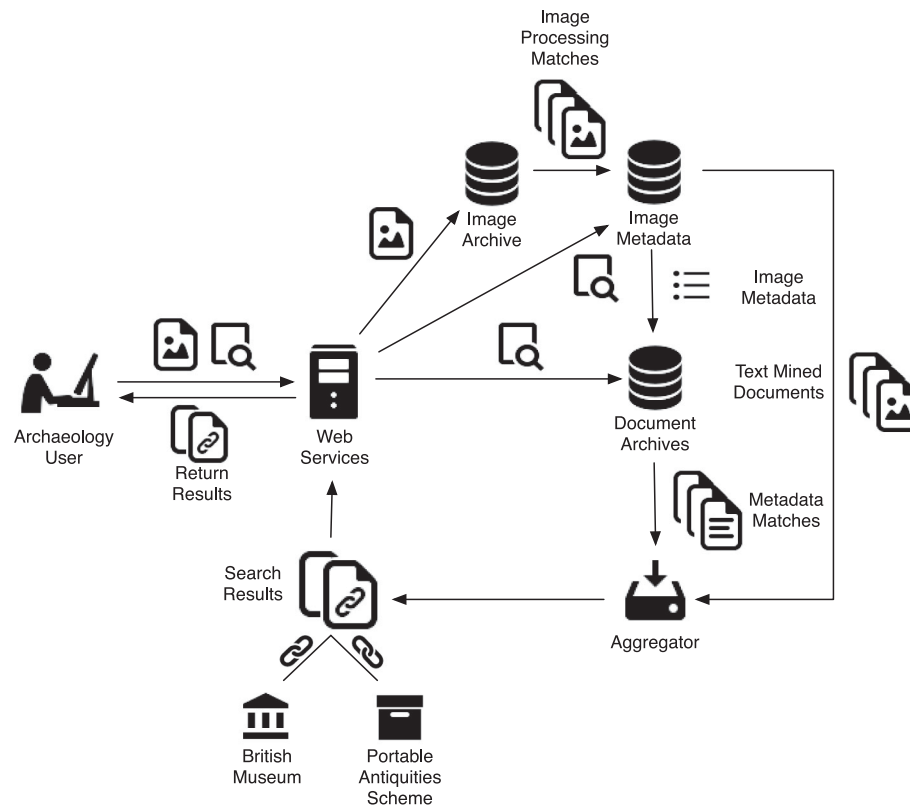 Image
Processing
Matches
Image
Archive
Image
Metadata
Image
Metadata
Archaeology
User
Return
Results
Web
Services
Document
Archives
Text Mined
Documents
Metadata
Matches
Search
Results
Aggregator
British
Museum
Portable
Antiquities
Scheme